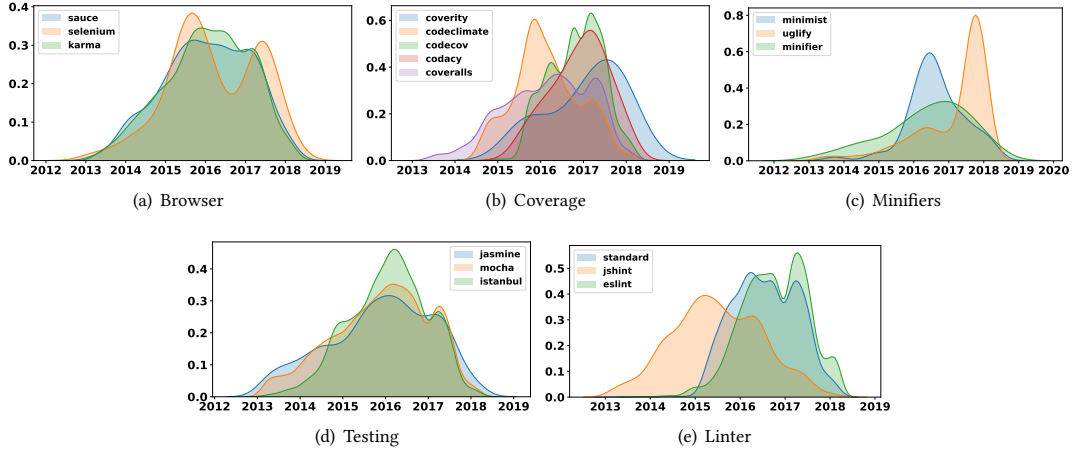 0.4
0.3
0.2
0.1
0.0
sauce
selenium
karma
2012 2013 2014 2015 2016 2017 2018 2019
(a) Browser
0.6
0.4
0.2
0.0
coverity
codeclimate
codecov
codacy
coveralls
2013 2014 2015 2016 2017 2018 2019
(b) Coverage
0.8
0.6
0.4
0.2
0.0
minimist
uglify
minifier
2012 2013 2014 2015 2016 2017 2018 2019 2020
(c) Minifiers
0.4
0.3
0.2
0.1
0.0
jasmine
mocha
istanbul
2012 2013 2014 2015 2016 2017 2018 2019
(d) Testing
0.5
0.4
0.3
0.2
0.1
0.0
standard
jshint
eslint
2013 2014 2015 2016 2017 2018 2019
(e) Linter